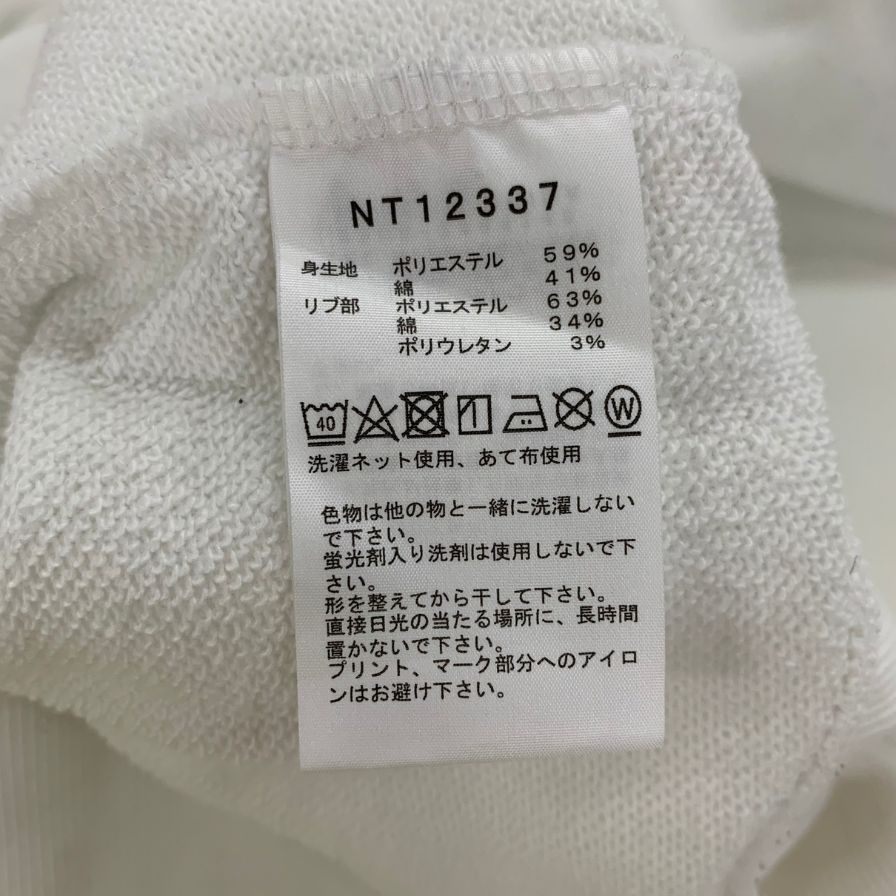 NT12337
身生地 ポリエステル 59%
綿 41%
リブ部 ポリエステル 63%
綿 34%
ポリウレタン 3%
40 W
洗濯ネット使用、あて布使用
色物は他の物と一緒に洗濯しない
で下さい。
蛍光剤入り洗剤は使用しないで下
さい。
形を整えてから干して下さい。
直接日光の当たる場所に、長時間
置かないで下さい。
プリント、マーク部分へのアイロ
ンはお避け下さい。